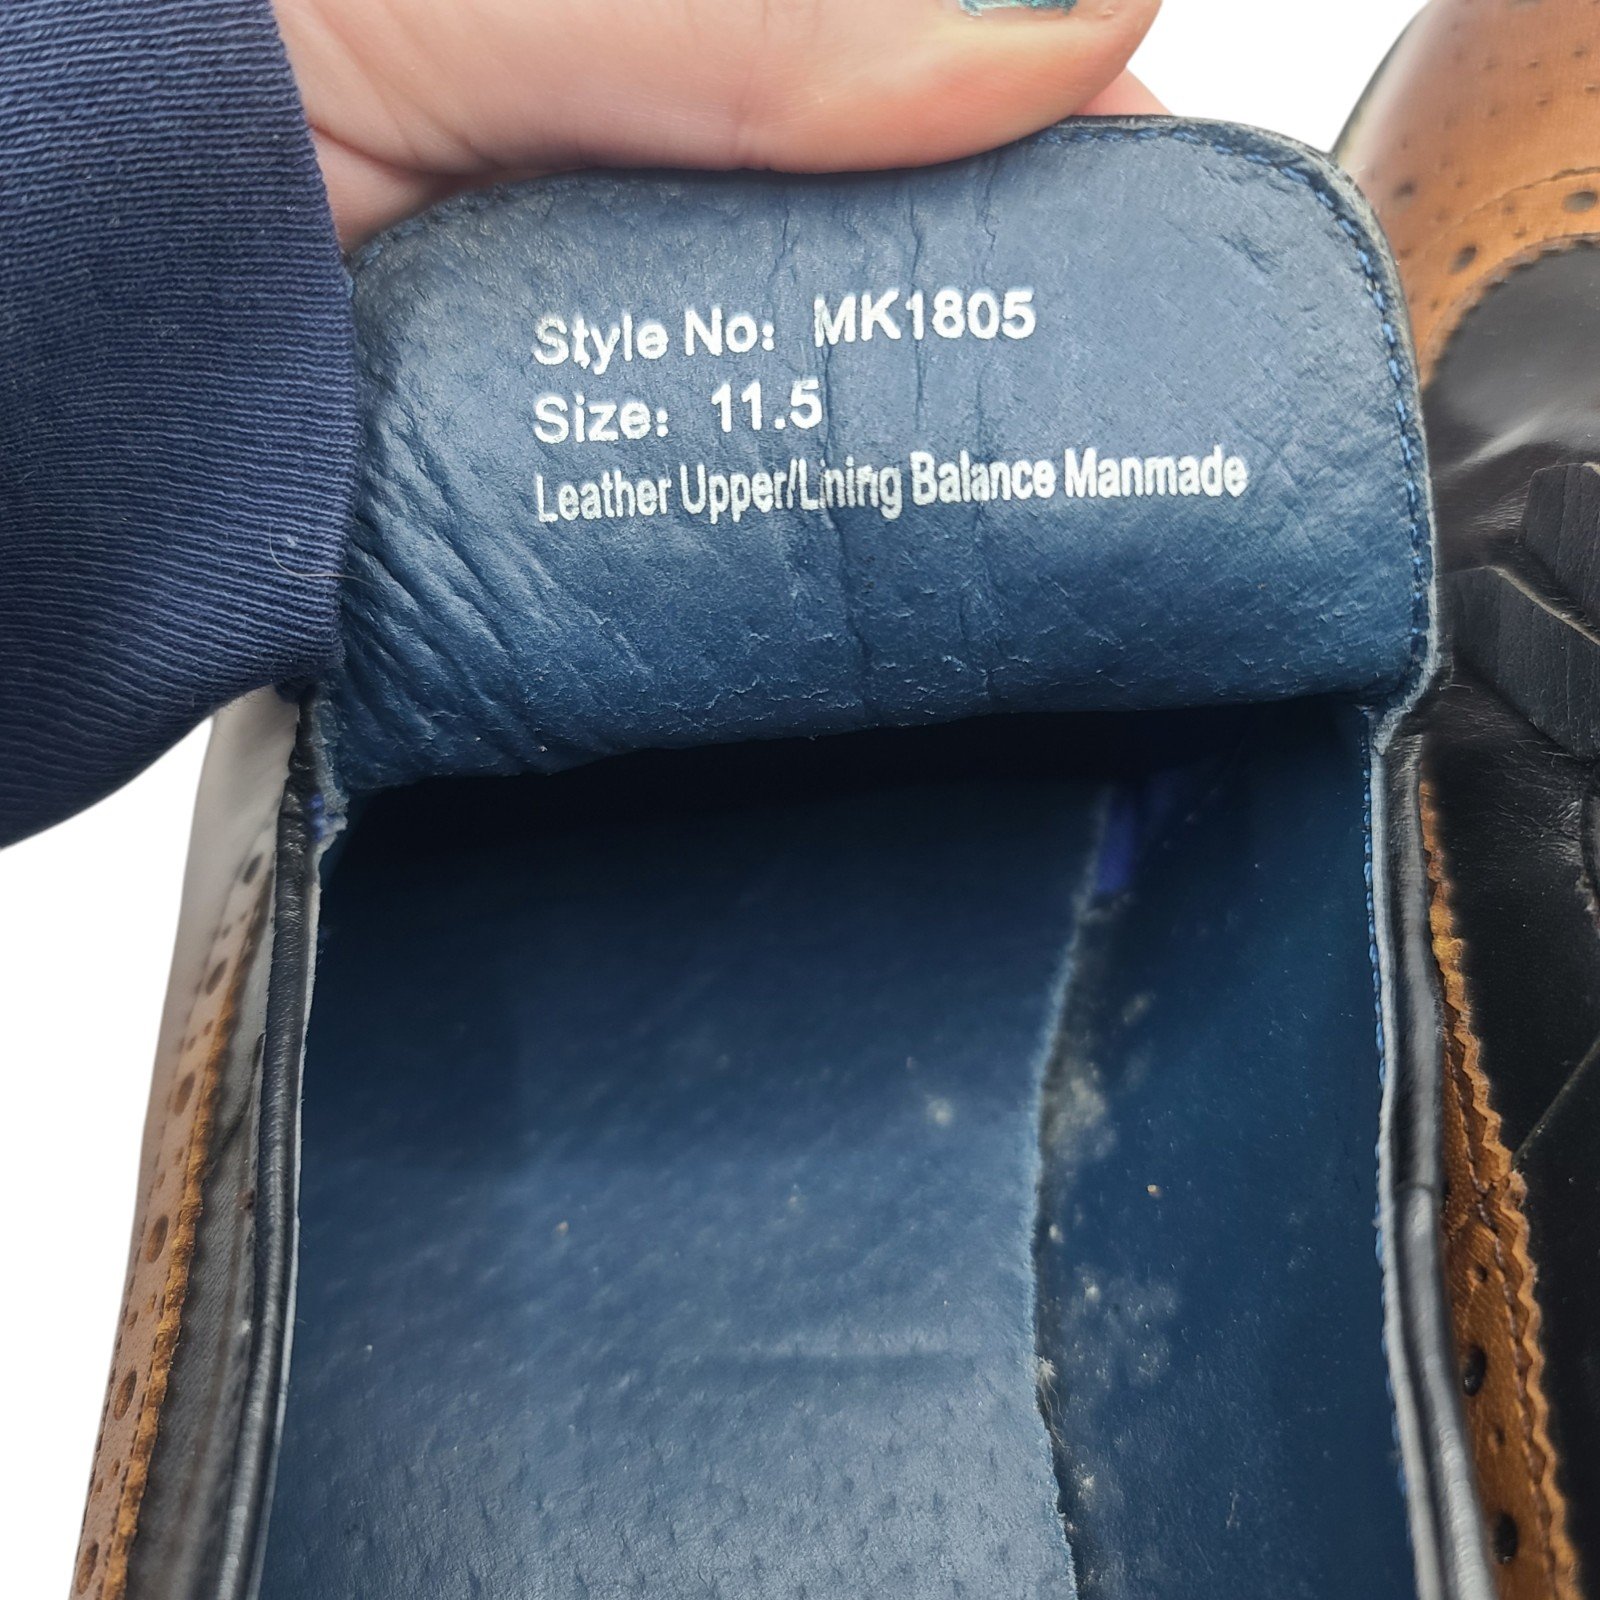 Style No: MK1805
Size: 11.5
Leather Upper/Lining Balance Manmade